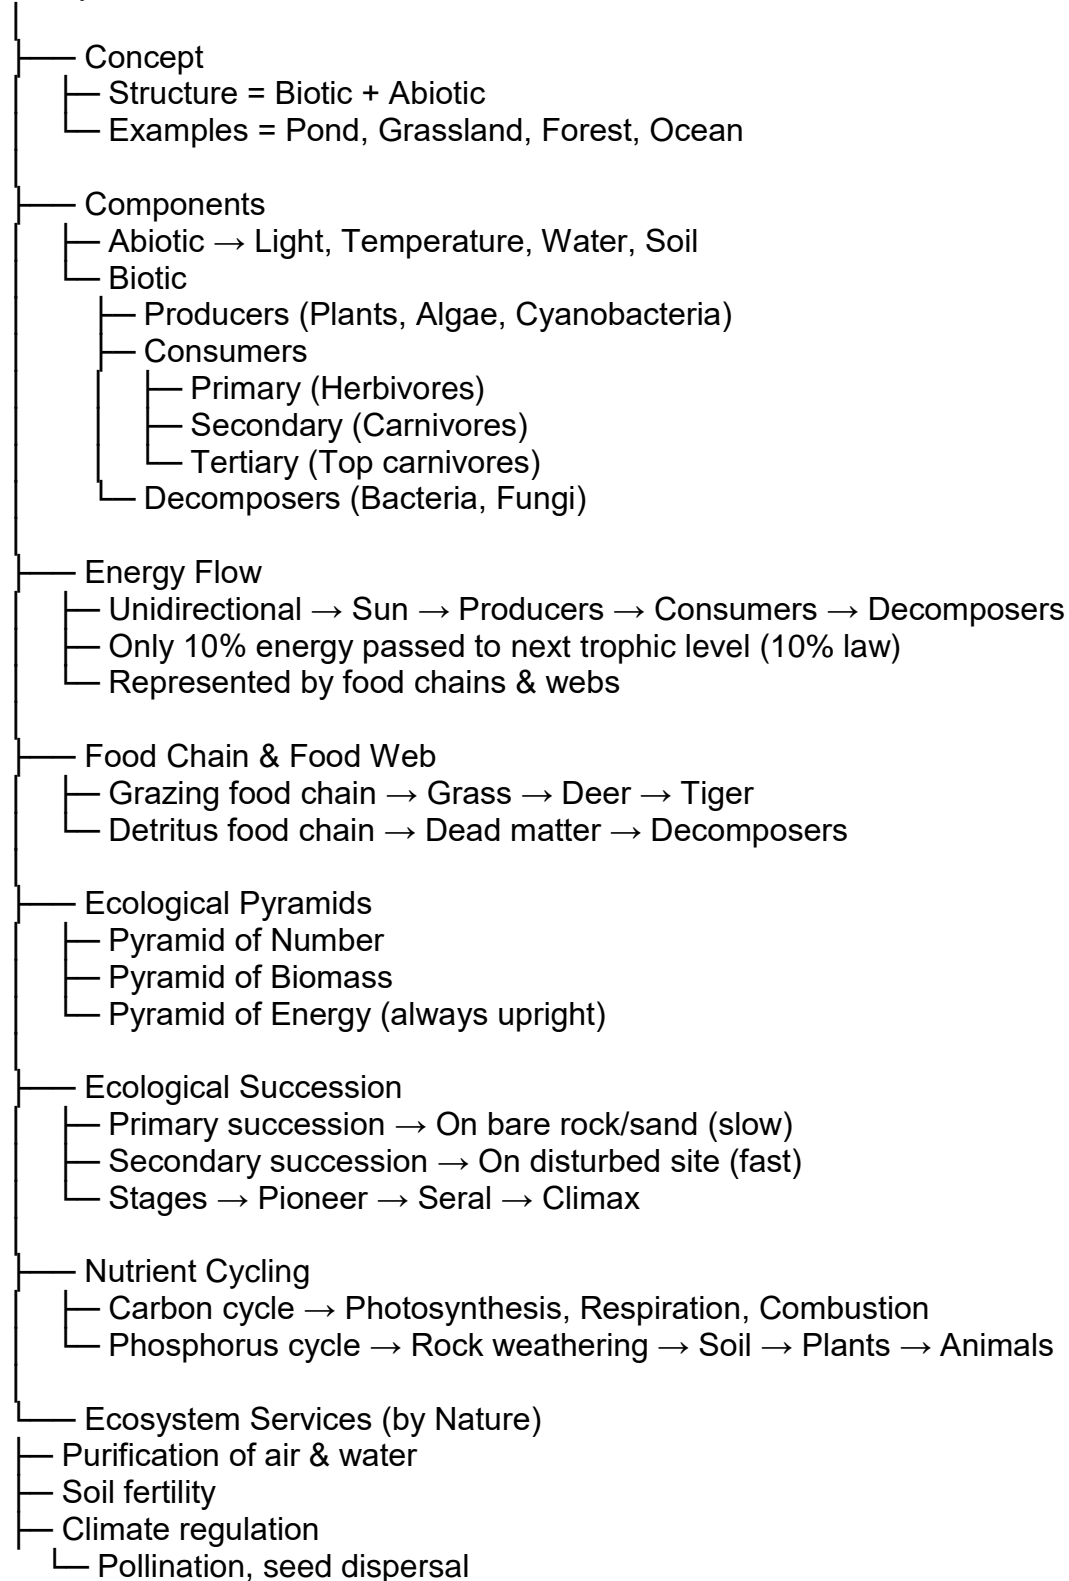 ├── Concept
│ ├─ Structure = Biotic + Abiotic
│ └─ Examples = Pond, Grassland, Forest, Ocean
├── Components
│ ├─ Abiotic → Light, Temperature, Water, Soil
│ └─ Biotic
│ ├─ Producers (Plants, Algae, Cyanobacteria)
│ ├─ Consumers
│ │ ├─ Primary (Herbivores)
│ │ ├─ Secondary (Carnivores)
│ │ └─ Tertiary (Top carnivores)
│ └─ Decomposers (Bacteria, Fungi)
├── Energy Flow
│ ├─ Unidirectional → Sun → Producers → Consumers → Decomposers
│ ├─ Only 10% energy passed to next trophic level (10% law)
│ └─ Represented by food chains & webs
├── Food Chain & Food Web
│ ├─ Grazing food chain → Grass → Deer → Tiger
│ └─ Detritus food chain → Dead matter → Decomposers
├── Ecological Pyramids
│ ├─ Pyramid of Number
│ ├─ Pyramid of Biomass
│ └─ Pyramid of Energy (always upright)
├── Ecological Succession
│ ├─ Primary succession → On bare rock/sand (slow)
│ ├─ Secondary succession → On disturbed site (fast)
│ └─ Stages → Pioneer → Seral → Climax
├── Nutrient Cycling
│ ├─ Carbon cycle → Photosynthesis, Respiration, Combustion
│ └─ Phosphorus cycle → Rock weathering → Soil → Plants → Animals
└── Ecosystem Services (by Nature)
├─ Purification of air & water
├─ Soil fertility
├─ Climate regulation
└─ Pollination, seed dispersal